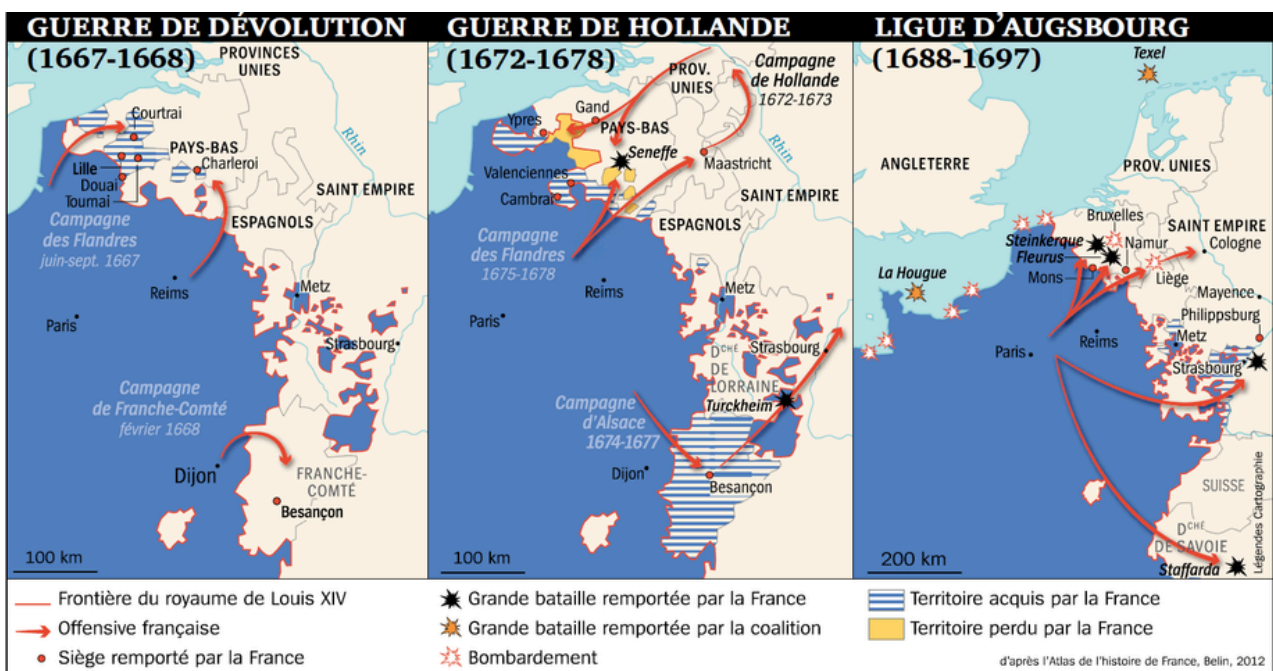 GUERRE DE DÉVOLUTION
(1667-1668)
PROVINCES
UNIES
Courtrai
Rhin
PAYS-BAS
Charleroi
Lille
Douai
Tournai
SAINT EMPIRE
ESPAGNOLS
Campagne
des Flandres
juin-sept. 1667
Reims
Metz
Paris
Strasbourg
Campagne
de Franche-Comté
février 1668
Dijon
FRANCHE-
COMTÉ
Besançon
100 km
GUERRE DE HOLLANDE
(1672-1678)
Campagne
de Hollande
1672-1673
PROV.
UNIES
Gand
Ypres
Rhin
PAYS-BAS
Seneffe
Maastricht
Valenciennes
Cambrai
SAINT EMPIRE
ESPAGNOLS
Campagne
des Flandres
1675-1678
Reims
Metz
Paris
Strasbourg
DCHÉ
DE
LORRAINE
Turckheim
Campagne
d'Alsace
1674-1677
Dijon
Besançon
100 km
LIGUE D'AUGSBOURG
(1688-1697)
Texel
ANGLETERRE
PROV. UNIES
Rhin
Bruxelles
SAINT EMPIRE
Steinkerque
Fleurus
Namur
Cologne
Mons
Liège
La Hougue
Mayence
Philippsburg
Reims
Metz
Paris
Strasbourg
SUISSE
DCHÉ
DE SAVOIE
Staffarda
200 km
Légendes Cartographie
Frontière du royaume de Louis XIV
Offensive française
Siège remporté par la France
Grande bataille remportée par la France
Grande bataille remportée par la coalition
Bombardement
Territoire acquis par la France
Territoire perdu par la France
d'après l'Atlas de l'histoire de France, Belin, 2012